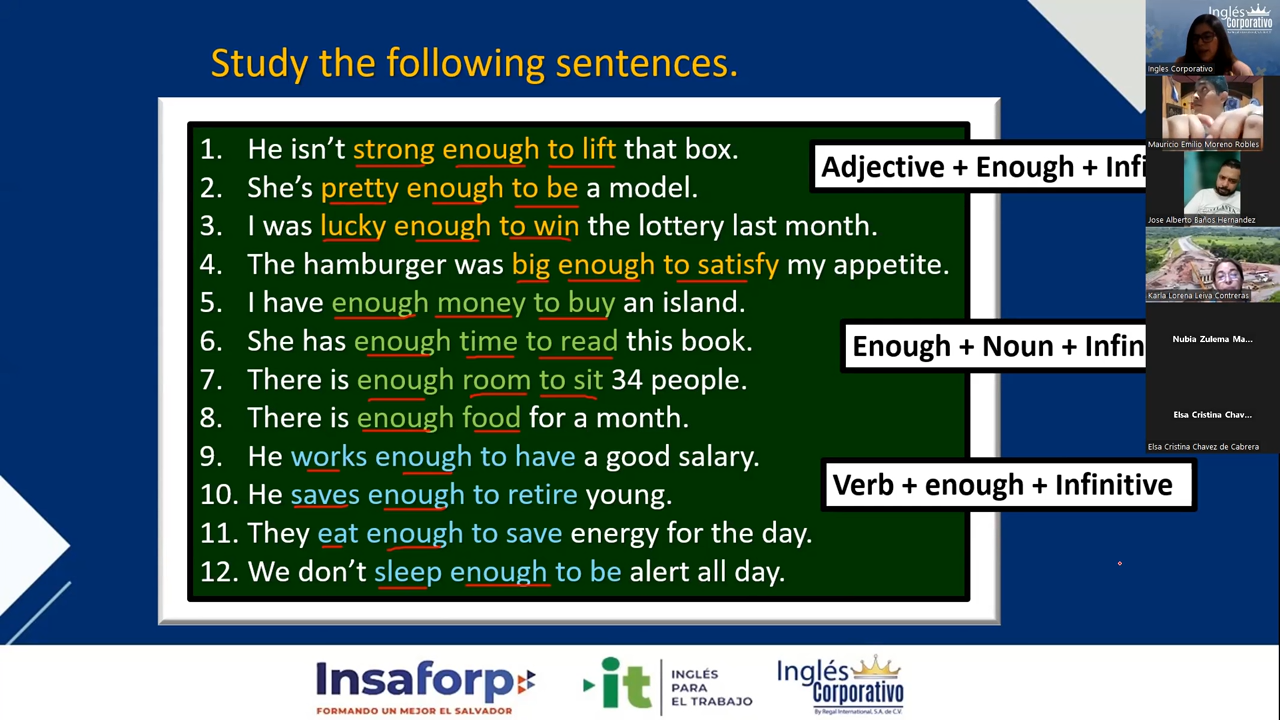 Study the following sentences.
1. He isn’t strong enough to lift that box.
2. She’s pretty enough to be a model.
3. I was lucky enough to win the lottery last month.
4. The hamburger was big enough to satisfy my appetite.
5. I have enough money to buy an island.
6. She has enough time to read this book.
7. There is enough room to sit 34 people.
8. There is enough food for a month.
9. He works enough to have a good salary.
10. He saves enough to retire young.
11. They eat enough to save energy for the day.
12. We don’t sleep enough to be alert all day.
Adjective + Enough + Infi
Enough + Noun + Infin
Verb + enough + Infinitive
Inglés
Corporativo
Ingles Corporativo
Mauricio Emilio Moreno Robles
Jose Alberto Baños Hernandez
Karla Lorena Leiva Contreras
Nubia Zulema Ma...
Elsa Cristina Chav...
Elsa Cristina Chavez de Cabrera
Insaforp
FORMANDO UN MEJOR EL SALVADOR
it
INGLÉS
PARA
EL TRABAJO
Inglés
Corporativo
By Regal International, S.A. de C.V.